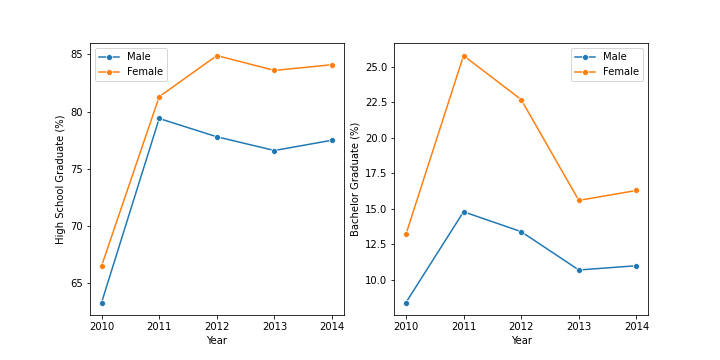 High School Graduate (%)
85
80
75
70
65
Male
Female
2010 2011 2012 2013 2014
Year
Bachelor Graduate (%)
25.0
22.5
20.0
17.5
15.0
12.5
10.0
Male
Female
2010 2011 2012 2013 2014
Year